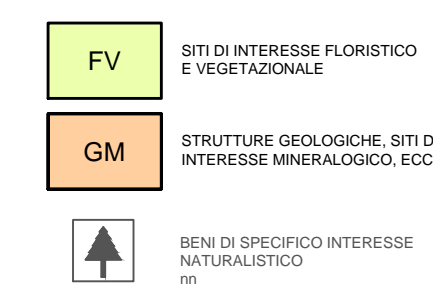 FV
SITI DI INTERESSE FLORISTICO
E VEGETAZIONALE
GM
STRUTTURE GEOLOGICHE, SITI D
INTERESSE MINERALOGICO, ECC
BENI DI SPECIFICO INTERESSE
NATURALISTICO
nn